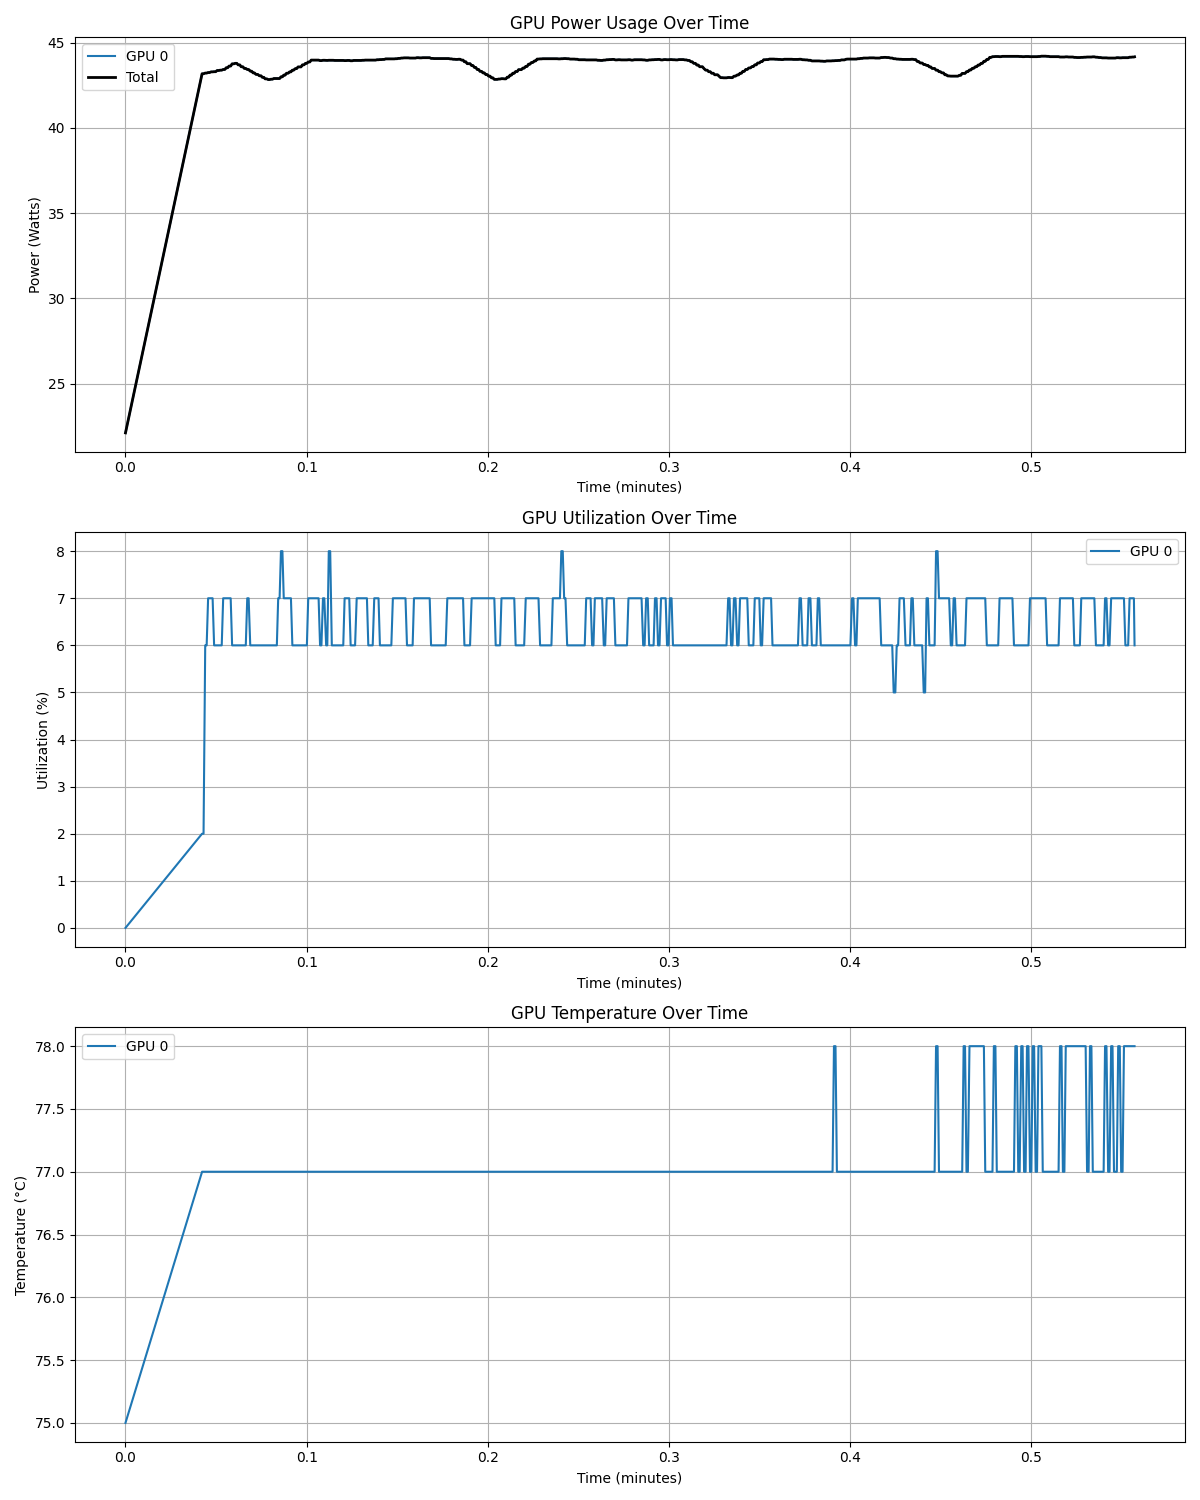 GPU Power Usage Over Time
45
40
35
30
25
Power (Watts)
GPU 0
Total
0.0 0.1 0.2 0.3 0.4 0.5
Time (minutes)
GPU Utilization Over Time
8
7
6
5
4
3
2
1
0
Utilization (%)
GPU 0
0.0 0.1 0.2 0.3 0.4 0.5
Time (minutes)
GPU Temperature Over Time
78.0
77.5
77.0
76.5
76.0
75.5
75.0
Temperature (°C)
GPU 0
0.0 0.1 0.2 0.3 0.4 0.5
Time (minutes)